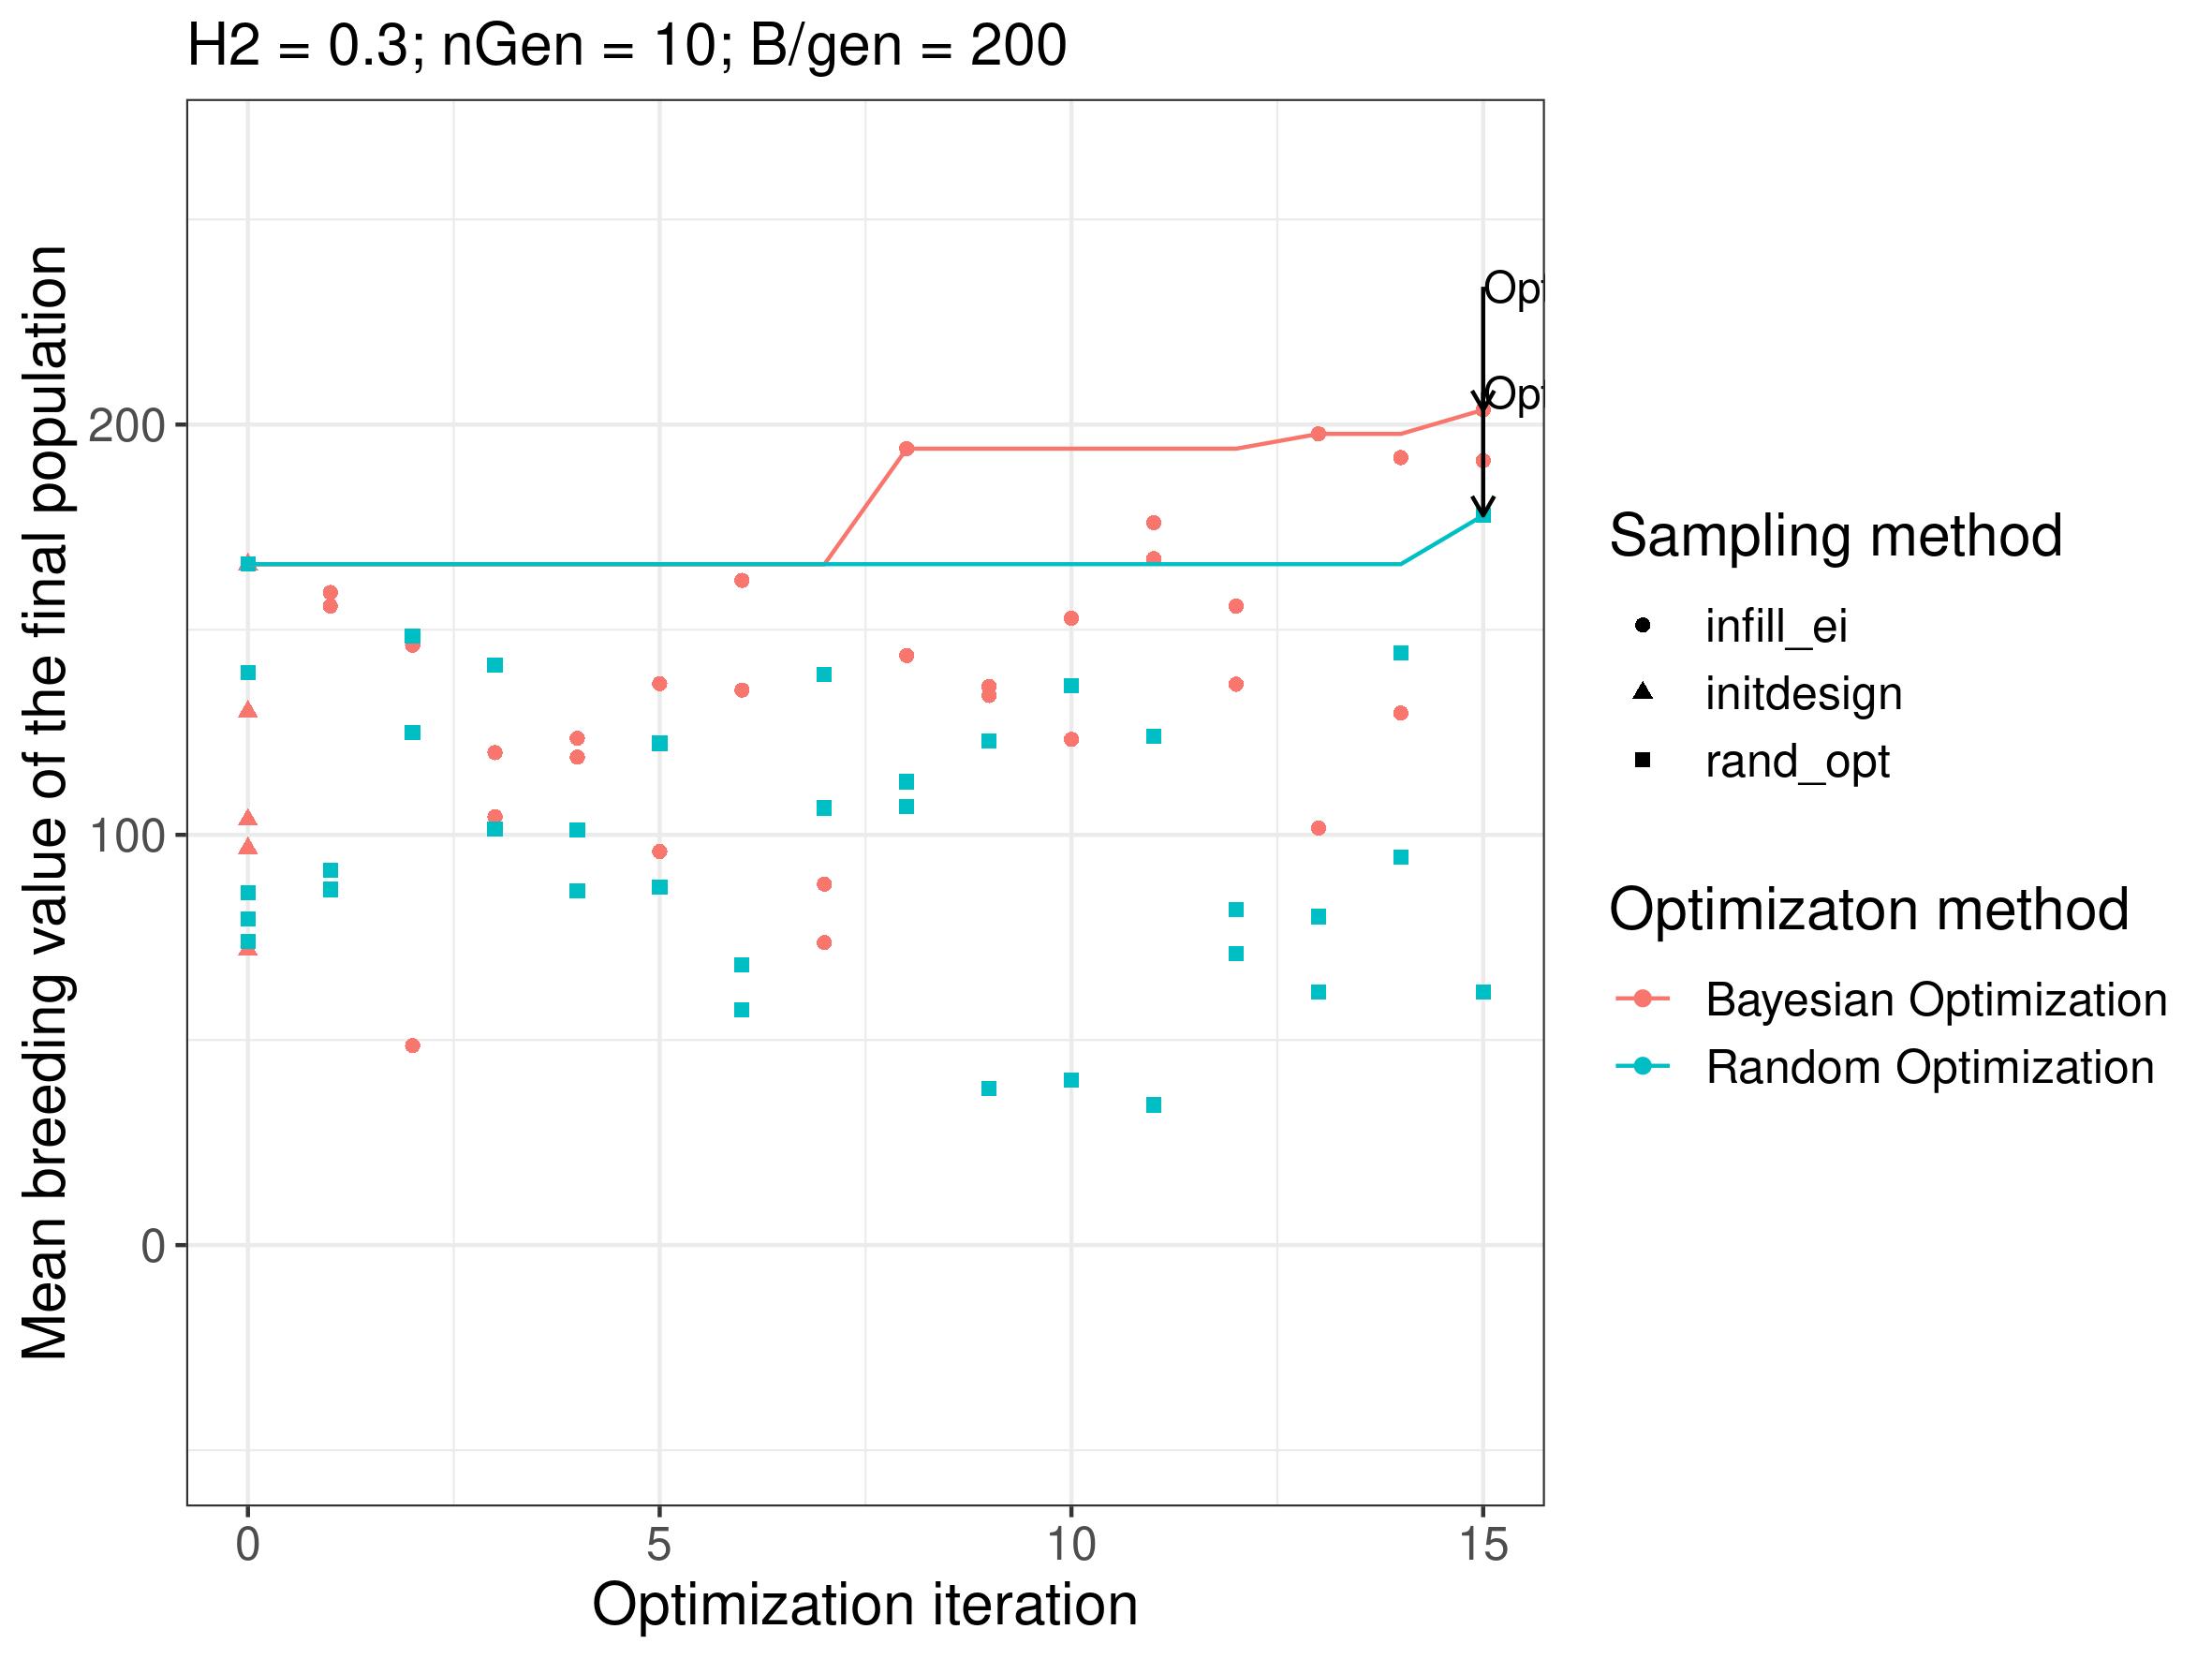 H2 = 0.3; nGen = 10; B/gen = 200
Mean breeding value of the final population
200
100
0
0
5
10
15
Optimization iteration
Sampling method
infill_ei
initdesign
rand_opt
Optimizaton method
Bayesian Optimization
Random Optimization